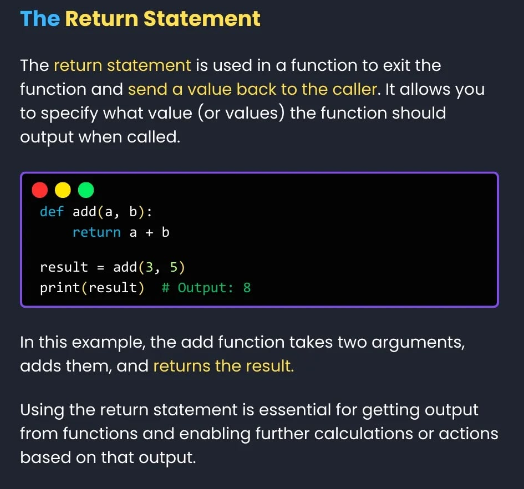 The Return Statement
The return statement is used in a function to exit the
function and send a value back to the caller. It allows you
to specify what value (or values) the function should
output when called.
def add(a, b):
    return a + b
result = add(3, 5)
print(result)  # Output: 8
In this example, the add function takes two arguments,
adds them, and returns the result.
Using the return statement is essential for getting output
from functions and enabling further calculations or actions
based on that output.